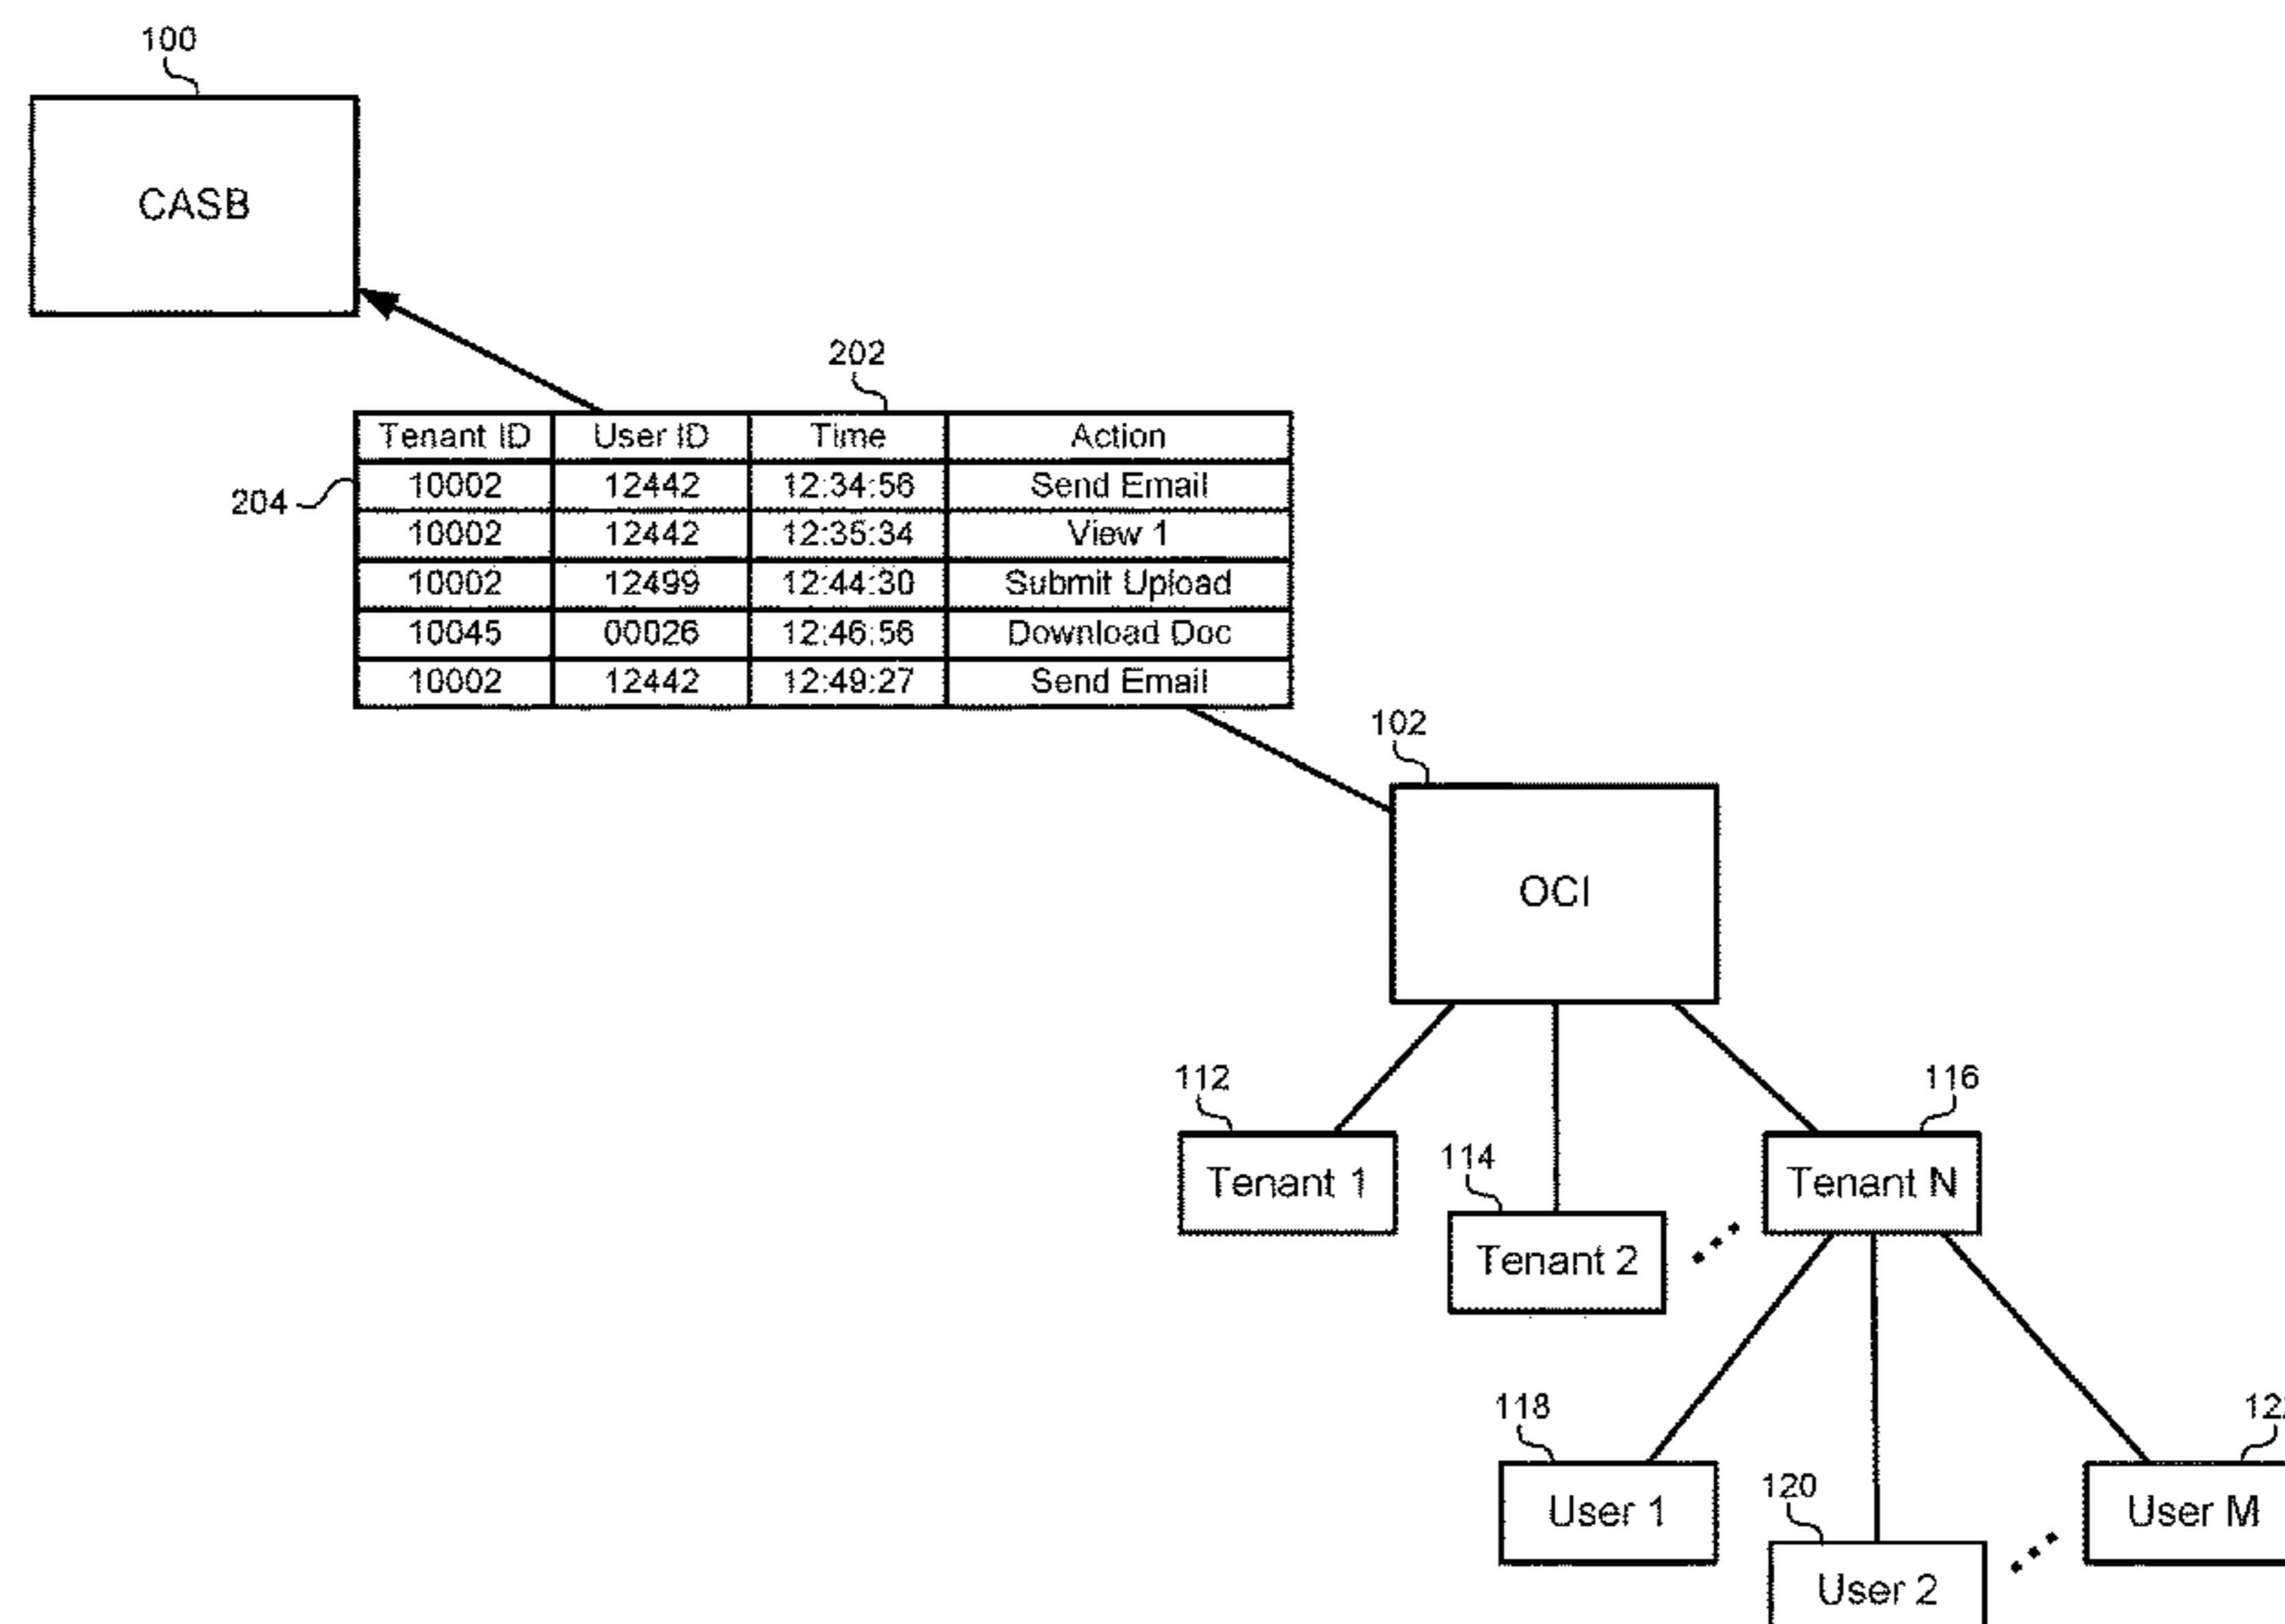 100
CASB
202
Tenant ID User ID Time Action
204
10002 12442 12:34:56 Send Email
10002 12442 12:35:34 View 1
10002 12499 12:44:30 Submit Upload
10045 00026 12:46:56 Download Doc
10002 12442 12:49:27 Send Email
102
OCI
112
116
Tenant 1
114
Tenant N
Tenant 2
118
User 1
120
User M
User 2